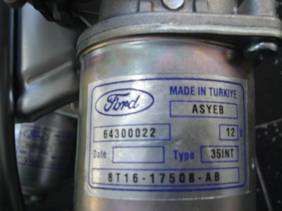 Ford
MADE IN TURKIYE
ASYEB
64300022 12 V
Date Type 35INT
8T16-17508-AB